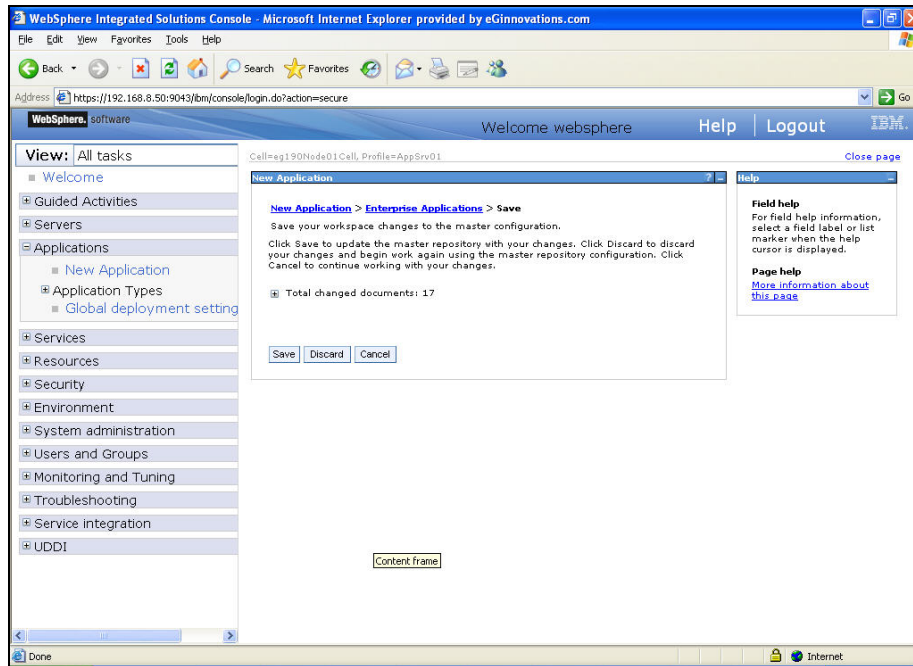 WebSphere Integrated Solutions Console - Microsoft Internet Explorer provided by eGinnovations.com
File Edit View Favorites Tools Help
Back Search Favorites
Address https://192.168.8.50:9043/ibm/console/login.do?action=secure Go
WebSphere. software Welcome websphere Help Logout IBM.
View: All tasks
Welcome
Guided Activities
Servers
Applications
New Application
Application Types
Global deployment setting
Services
Resources
Security
Environment
System administration
Users and Groups
Monitoring and Tuning
Troubleshooting
Service integration
UDDI
Cell=eg190Node01Cell, Profile=AppSrv01 Close page
New Application ?
New Application > Enterprise Applications > Save
Save your workspace changes to the master configuration.
Click Save to update the master repository with your changes. Click Discard to discard
your changes and begin work again using the master repository configuration. Click
Cancel to continue working with your changes.
Total changed documents: 17
Save Discard Cancel
Help
Field help
For field help information,
select a field label or list
marker when the help
cursor is displayed.
Page help
More information about
this page
Content frame
Done Internet